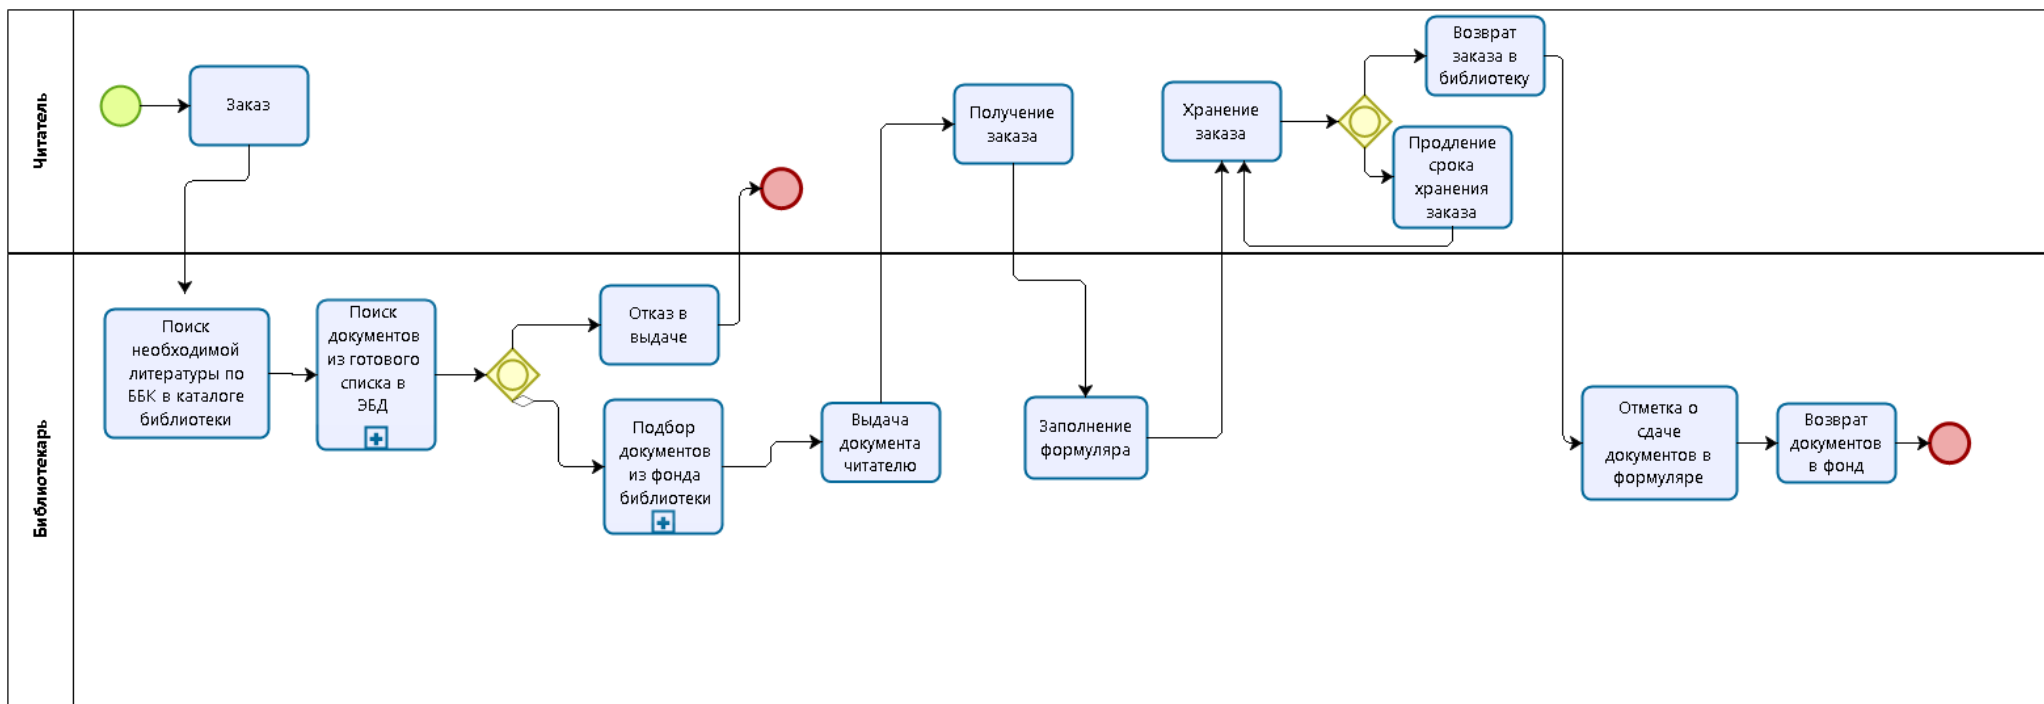 Читатель
Заказ
Получение
заказа
Хранение
заказа
Возврат
заказа в
библиотеку
Продление
срока
хранения
заказа
Библиотекарь
Поиск
необходимой
литературы по
ББК в каталоге
библиотеки
Поиск
документов
из готового
списка в
ЭБД
Отказ в
выдаче
Подбор
документов
из фонда
библиотеки
Выдача
документа
читателю
Заполнение
формуляра
Отметка о
сдаче
документов в
формуляре
Возврат
документов
в фонд